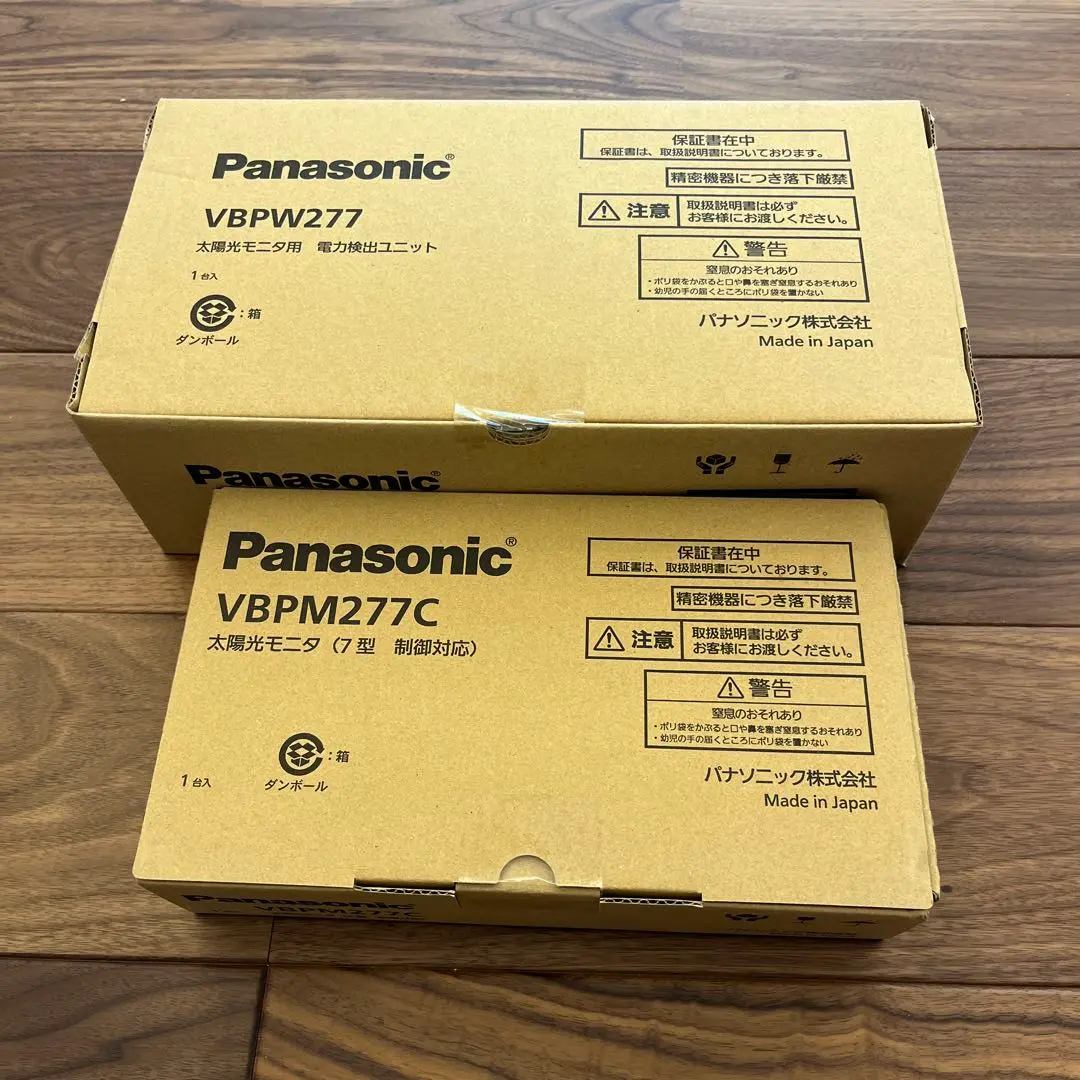 Panasonic®
VBPW277
太陽光モニタ用 電力検出ユニット
1台入
:箱
ダンボール
保証書在中
保証書は、取扱説明書についております。
精密機器につき落下厳禁
注意
取扱説明書は必ず
お客様にお渡しください。
警告
窒息のおそれあり
・ポリ袋をかぶると口や鼻を塞ぎ窒息するおそれあり
・幼児の手の届くところにポリ袋を置かない
パナソニック株式会社
Made in Japan
Panasonic®
Panasonic®
VBPM277C
太陽光モニタ(7型 制御対応)
1台入
:箱
ダンボール
保証書在中
保証書は、取扱説明書についております。
精密機器につき落下厳禁
注意
取扱説明書は必ず
お客様にお渡しください。
警告
窒息のおそれあり
・ポリ袋をかぶると口や鼻を塞ぎ窒息するおそれあり
・幼児の手の届くところにポリ袋を置かない
パナソニック株式会社
Made in Japan
Panasonic
VBPM277C